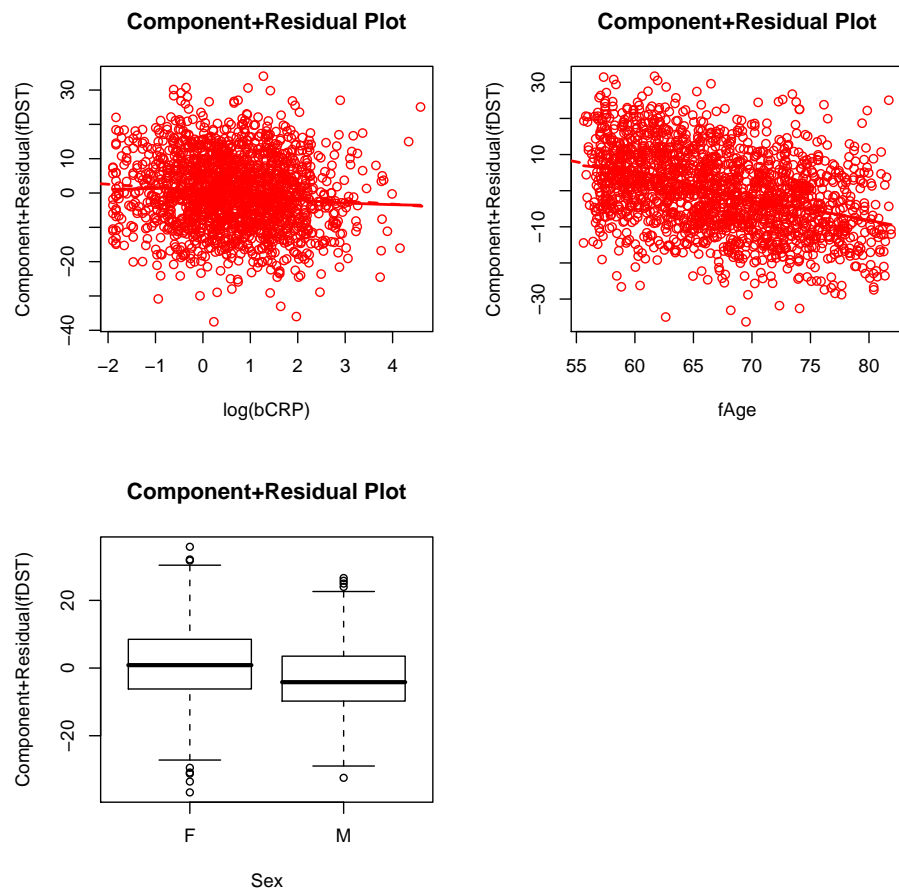 Component+Residual Plot
Component+Residual(fDST)
30
10
0
−20
−40
−2 −1 0 1 2 3 4
log(bCRP)
Component+Residual Plot
Component+Residual(fDST)
30
10
−10
−30
55 60 65 70 75 80
fAge
Component+Residual Plot
Component+Residual(fDST)
20
0
−20
F M
Sex